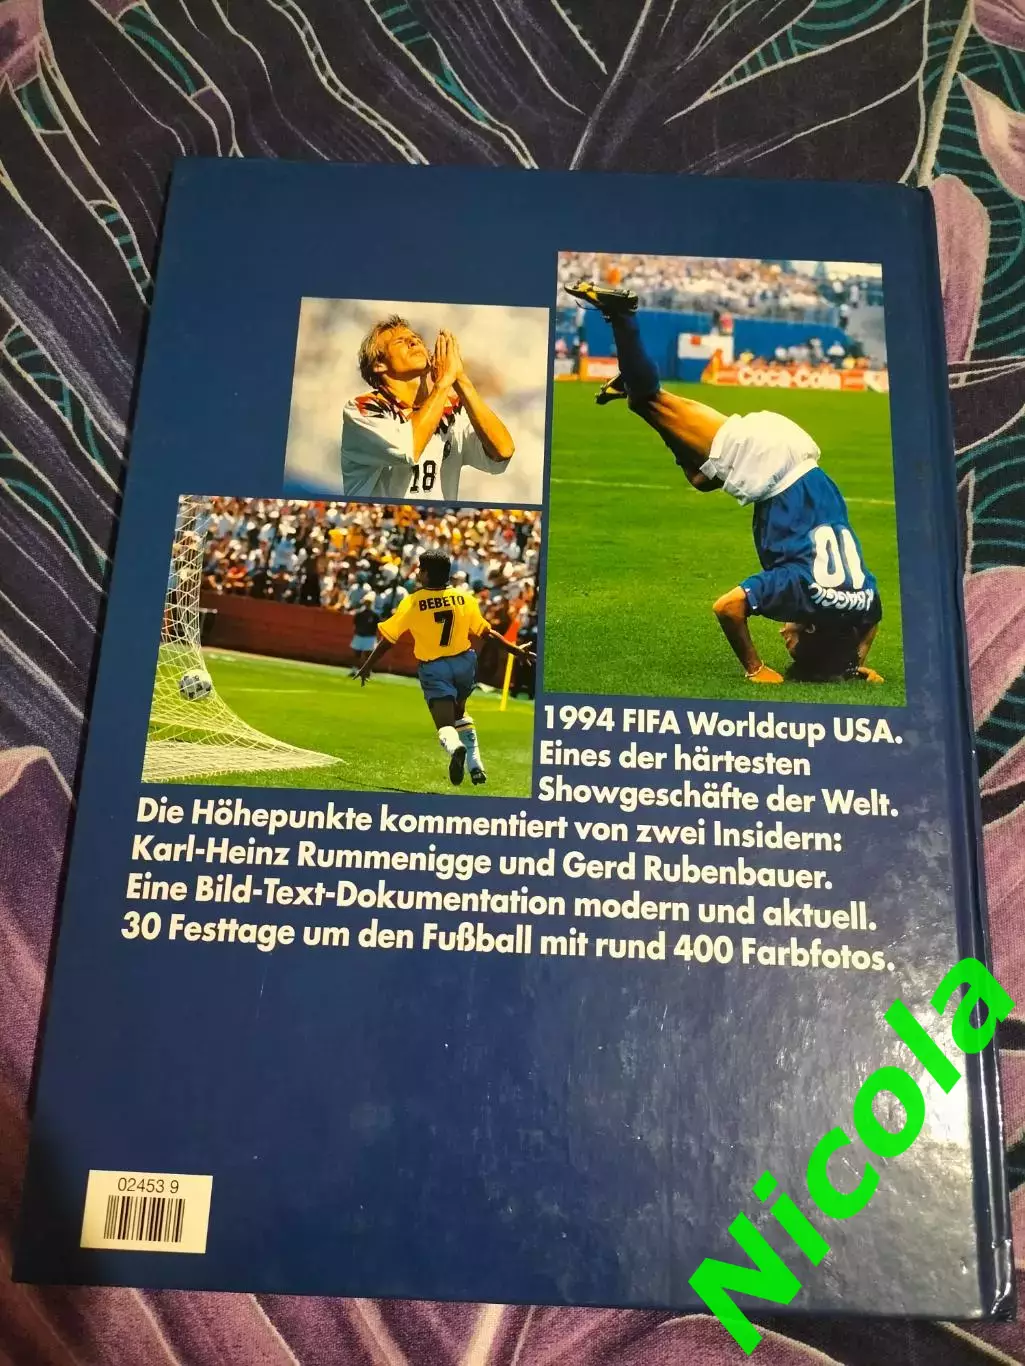 18
Coca-Cola
BEBETO
7
10
R.BAGGIO
1994 FIFA Worldcup USA.
Eines der härtesten
Showgeschäfte der Welt.
Die Höhepunkte kommentiert von zwei Insidern:
Karl-Heinz Rummenigge und Gerd Rubenbauer.
Eine Bild-Text-Dokumentation modern und aktuell.
30 Festtage um den Fußball mit rund 400 Farbfotos.
02453 9
Nicola